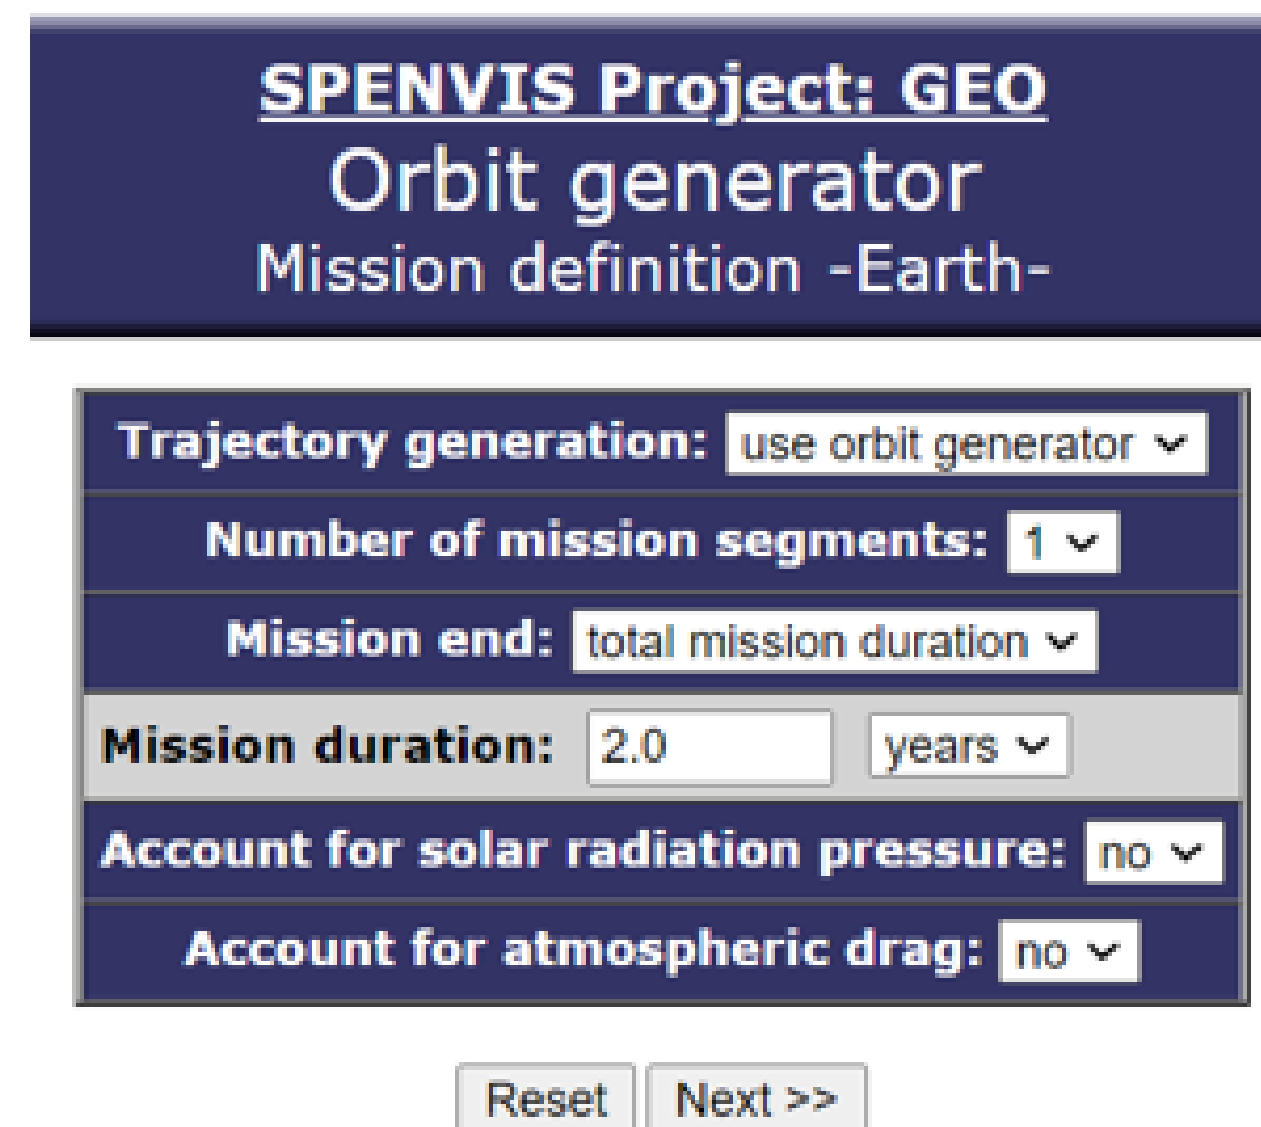 SPENVIS Project: GEO
Orbit generator
Mission definition -Earth-
Trajectory generation: use orbit generator
Number of mission segments: 1
Mission end: total mission duration
Mission duration: 2.0 years
Account for solar radiation pressure: no
Account for atmospheric drag: no
Reset Next >>